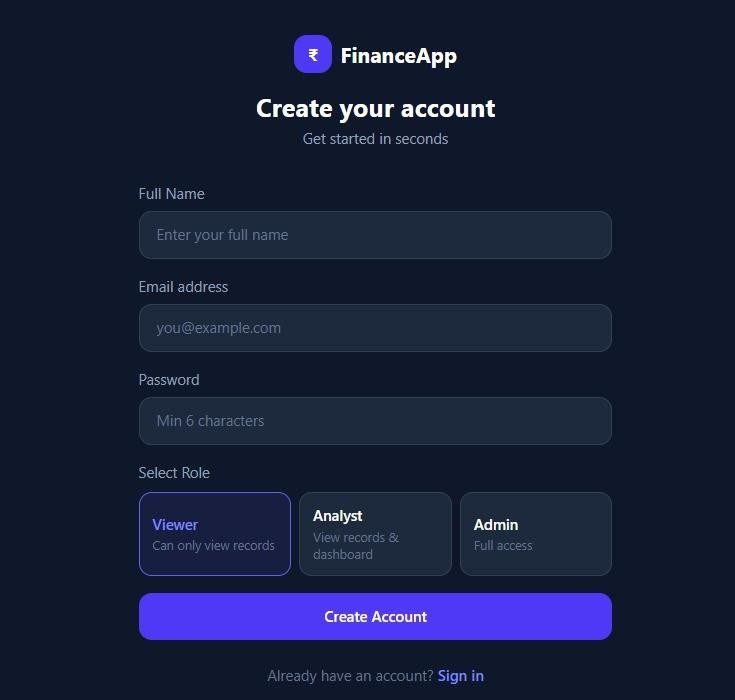 ₹ FinanceApp
Create your account
Get started in seconds
Full Name
Enter your full name
Email address
you@example.com
Password
Min 6 characters
Select Role
Viewer
Can only view records
Analyst
View records &
dashboard
Admin
Full access
Create Account
Already have an account? Sign in